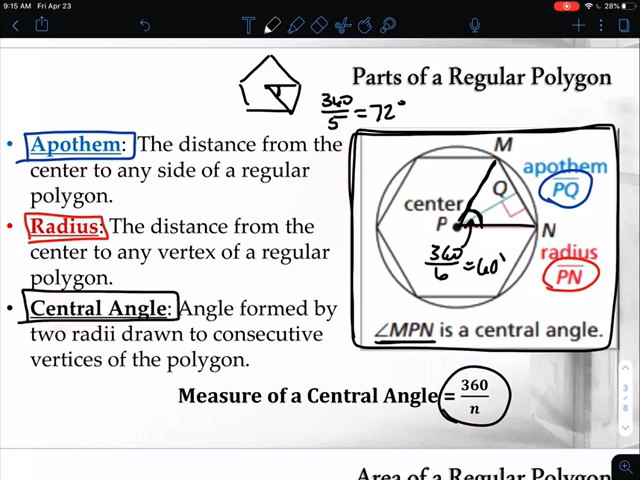 9:15 AM Fri Apr 23
28%
T
Parts of a Regular Polygon
360/5 = 72°
• Apothem: The distance from the
center to any side of a regular
polygon.
• Radius: The distance from the
center to any vertex of a regular
polygon.
• Central Angle: Angle formed by
two radii drawn to consecutive
vertices of the polygon.
M
apothem
PQ
Q
center
P
N
radius
PN
360/6 = 60°
∠MPN is a central angle.
Measure of a Central Angle = 360/n
3/8
Area of a Regular Polygon